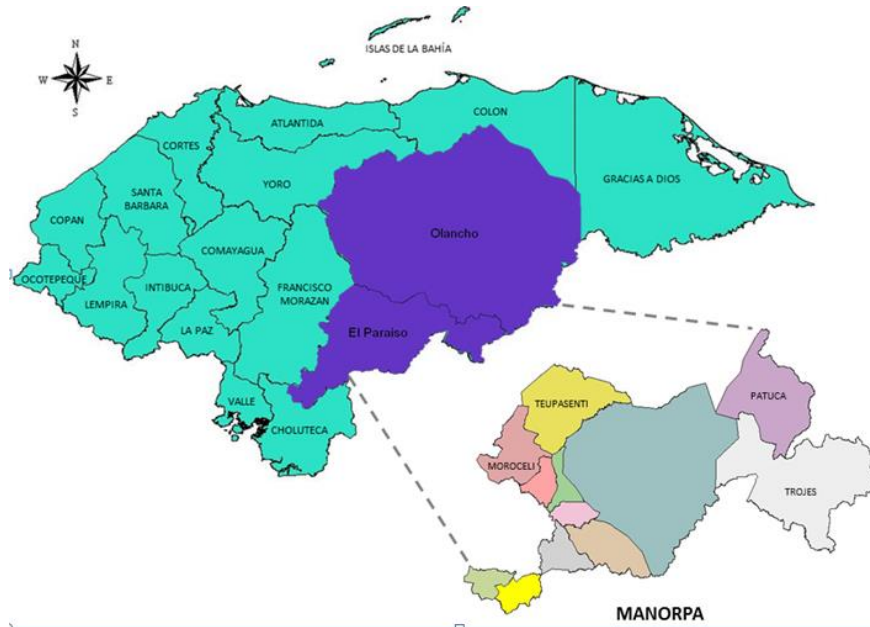 ISLAS DE LA BAHÍA
N
W
E
S
ATLANTIDA
COLON
CORTES
YORO
GRACIAS A DIOS
SANTA
BARBARA
COPAN
Olancho
COMAYAGUA
OCOTEPEQUE
INTIBUCA
FRANCISCO
MORAZAN
LEMPIRA
LA PAZ
El Paraiso
VALLE
CHOLUTECA
TEUPASENTI
PATUCA
MOROCELI
TROJES
MANORPA